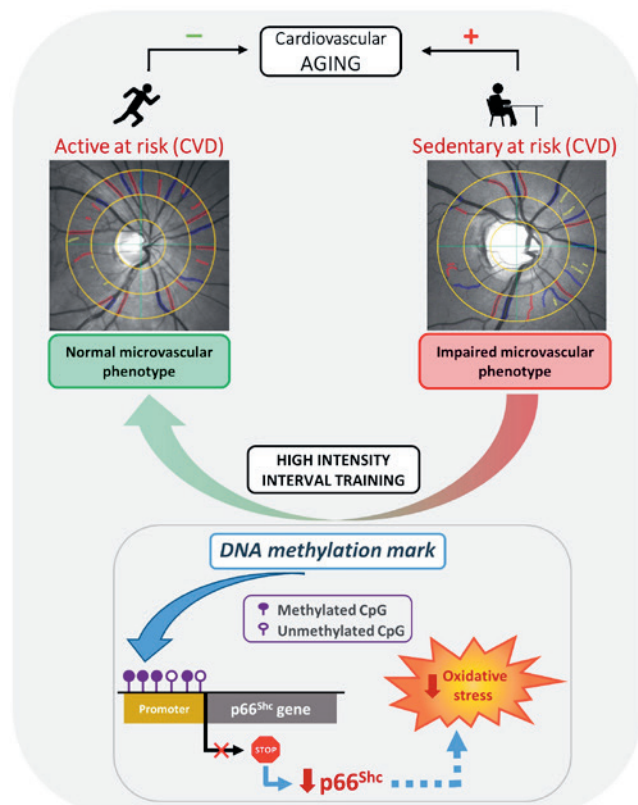 Cardiovascular
AGING
Active at risk (CVD)
Sedentary at risk (CVD)
Normal microvascular
phenotype
Impaired microvascular
phenotype
HIGH INTENSITY
INTERVAL TRAINING
DNA methylation mark
Methylated CpG
Unmethylated CpG
Oxidative
stress
Promoter
p66Shc gene
STOP
p66Shc